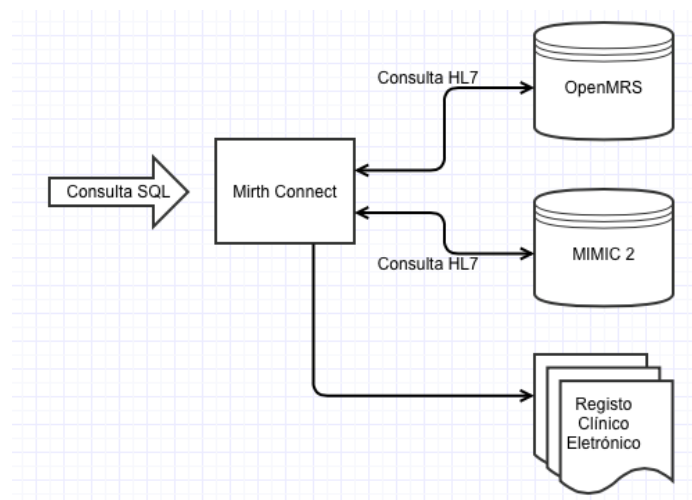 Consulta HL7
OpenMRS
Consulta SQL
Mirth Connect
MIMIC 2
Consulta HL7
Registo
Clínico
Eletrónico